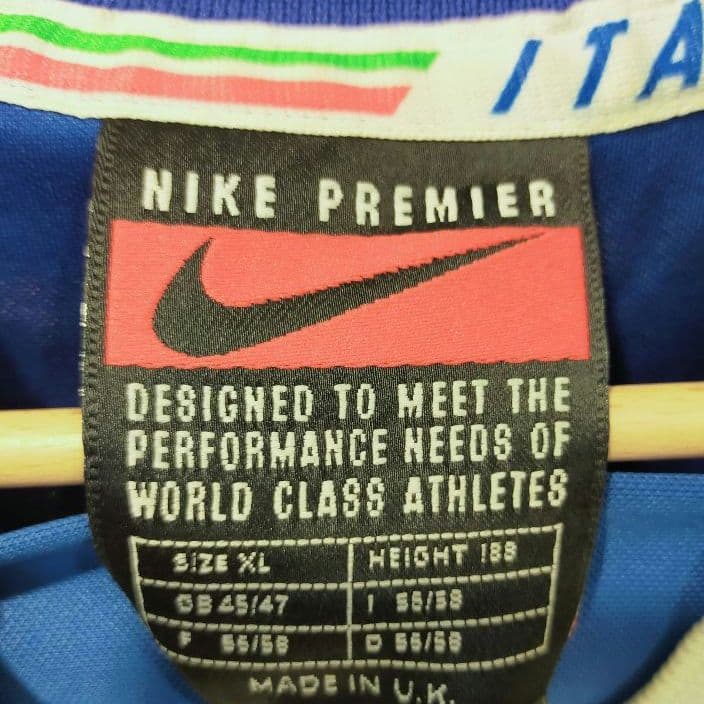 ITA
NIKE PREMIER
DESIGNED TO MEET THE
PERFORMANCE NEEDS OF
WORLD CLASS ATHLETES
SIZE XL HEIGHT 188
GB 45/47 I 56/58
F 56/58 D 56/58
MADE IN U.K.